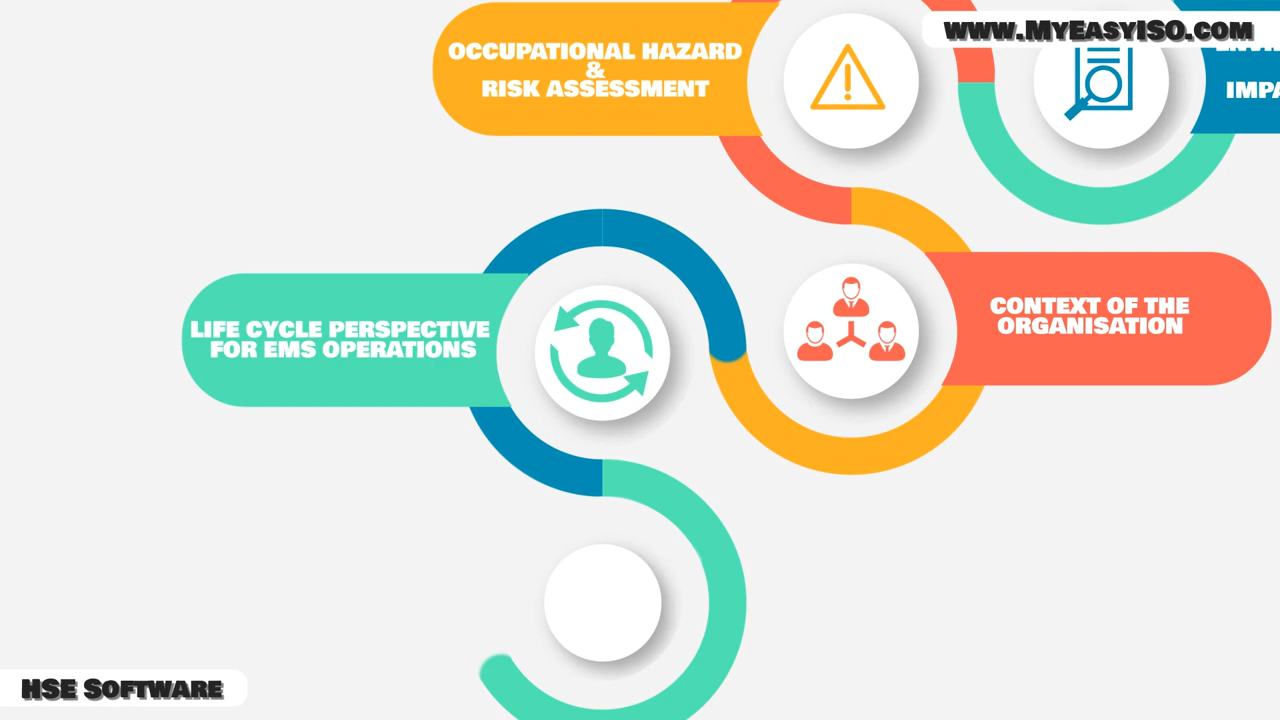 www.MyEasyISO.com
OCCUPATIONAL HAZARD
&
RISK ASSESSMENT
CONTEXT OF THE
ORGANISATION
LIFE CYCLE PERSPECTIVE
FOR EMS OPERATIONS
HSE Software